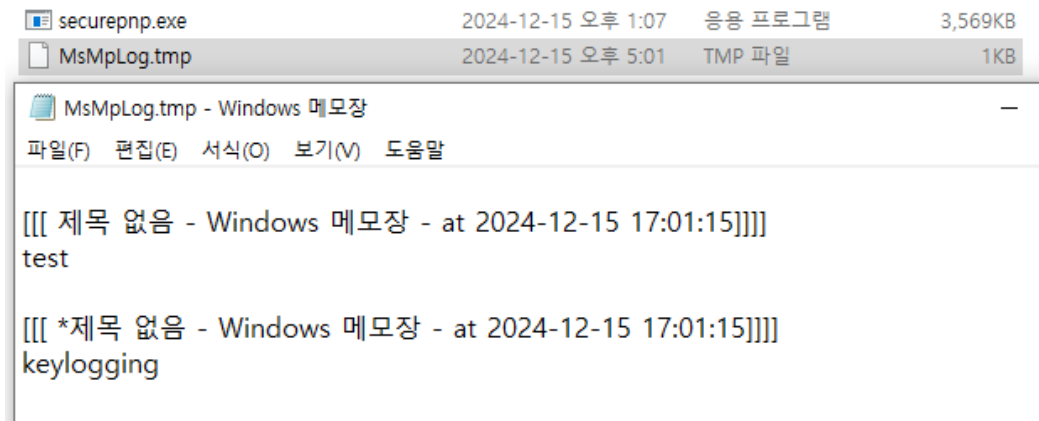 securepnp.exe 2024-12-15 오후 1:07 응용 프로그램 3,569KB
MsMpLog.tmp 2024-12-15 오후 5:01 TMP 파일 1KB
MsMpLog.tmp - Windows 메모장
파일(F) 편집(E) 서식(O) 보기(V) 도움말
[[[ 제목 없음 - Windows 메모장 - at 2024-12-15 17:01:15]]]]
test
[[[ *제목 없음 - Windows 메모장 - at 2024-12-15 17:01:15]]]]
keylogging